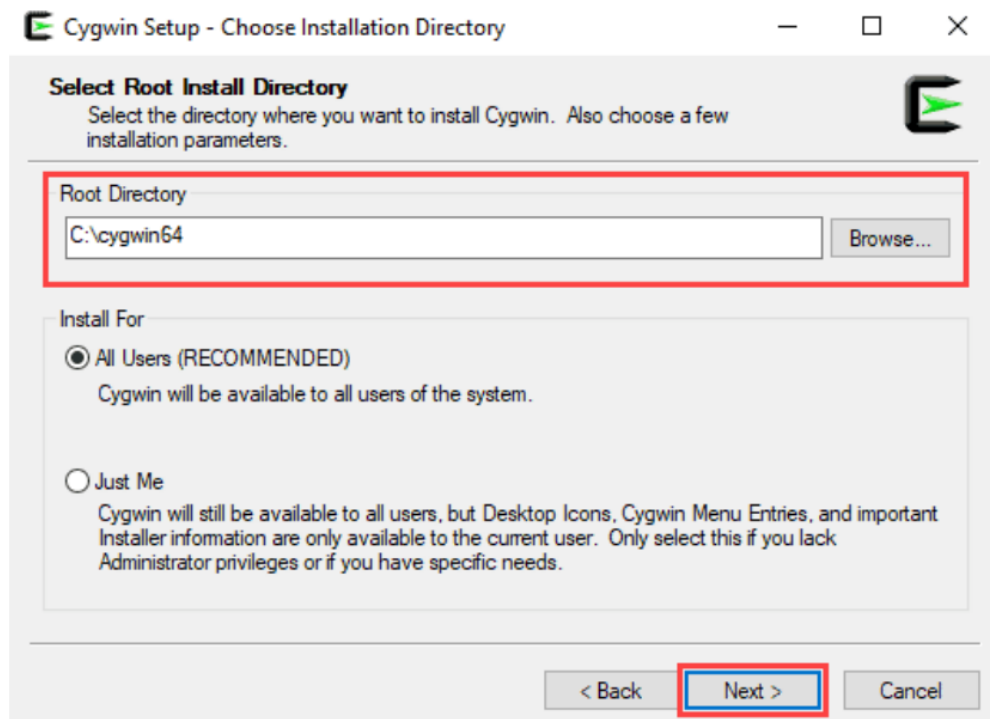 Cygwin Setup - Choose Installation Directory
Select Root Install Directory
Select the directory where you want to install Cygwin. Also choose a few
installation parameters.
Root Directory
C:\cygwin64
Browse...
Install For
All Users (RECOMMENDED)
Cygwin will be available to all users of the system.
Just Me
Cygwin will still be available to all users, but Desktop Icons, Cygwin Menu Entries, and important
Installer information are only available to the current user. Only select this if you lack
Administrator privileges or if you have specific needs.
< Back
Next >
Cancel